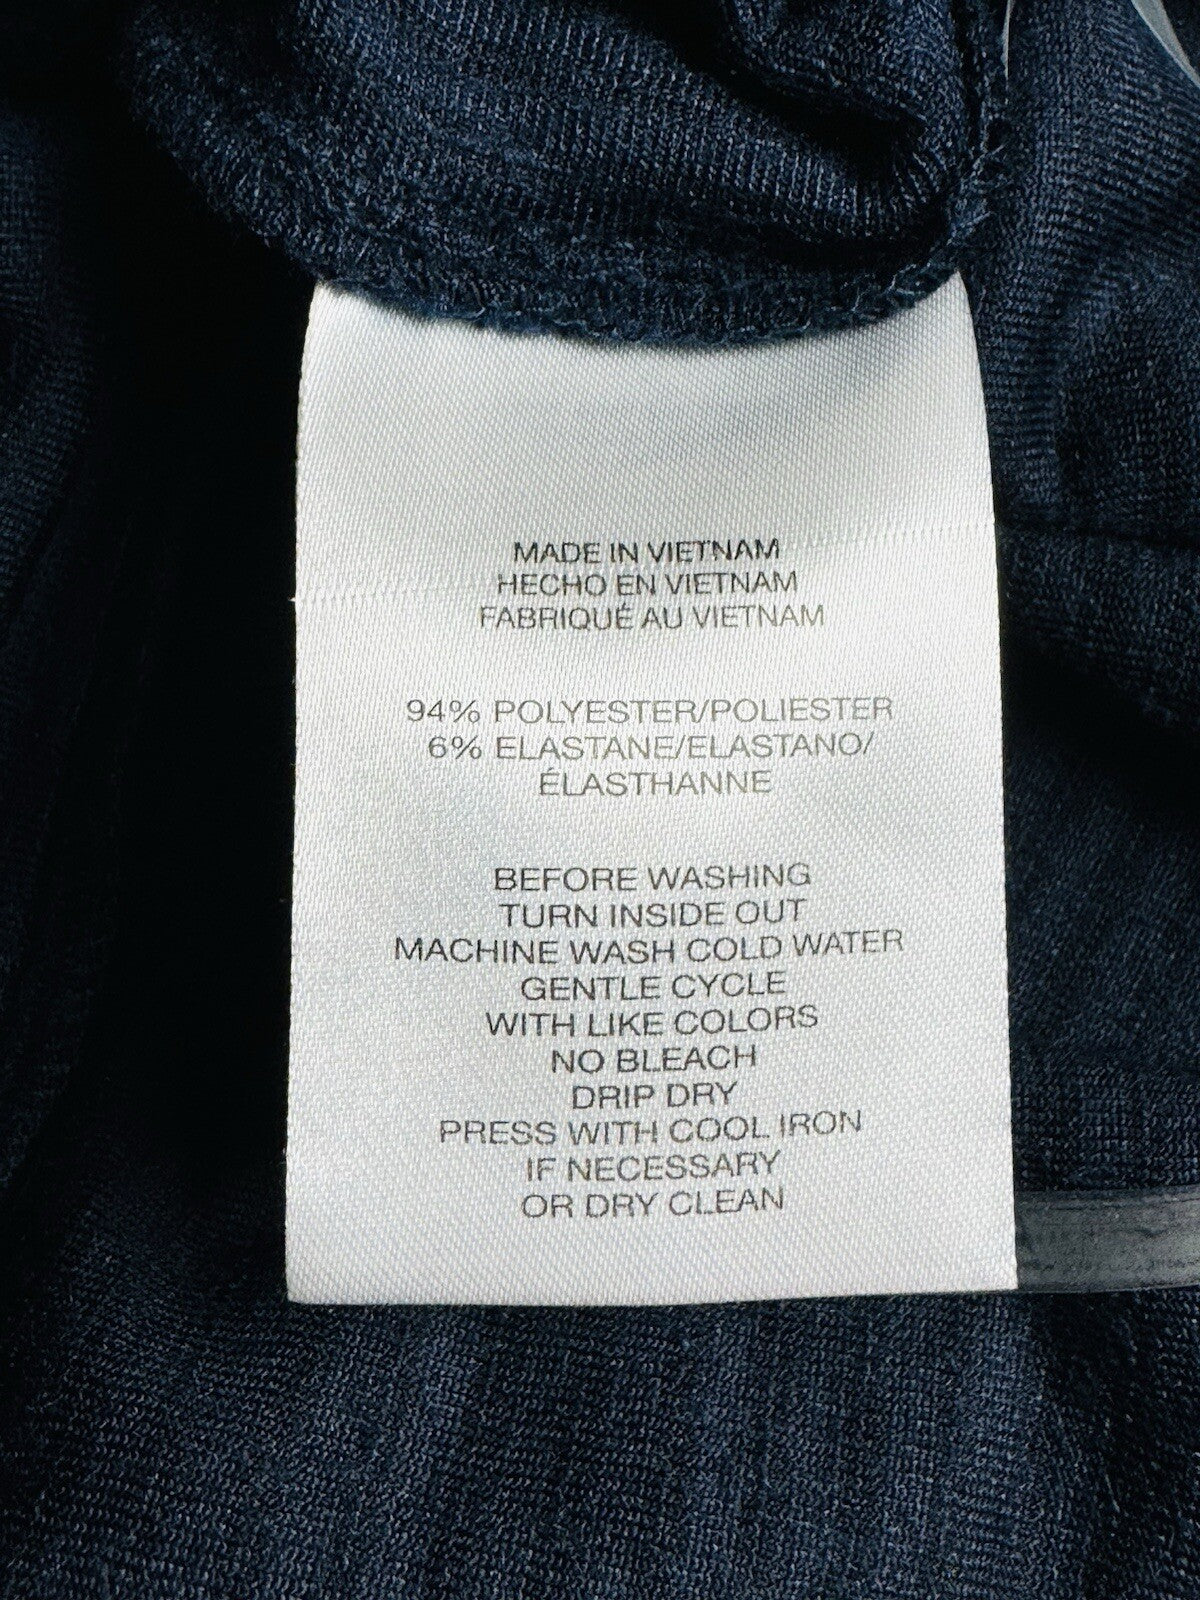 MADE IN VIETNAM
HECHO EN VIETNAM
FABRIQUÉ AU VIETNAM
94% POLYESTER/POLIESTER
6% ELASTANE/ELASTANO/
ÉLASTHANNE
BEFORE WASHING
TURN INSIDE OUT
MACHINE WASH COLD WATER
GENTLE CYCLE
WITH LIKE COLORS
NO BLEACH
DRIP DRY
PRESS WITH COOL IRON
IF NECESSARY
OR DRY CLEAN